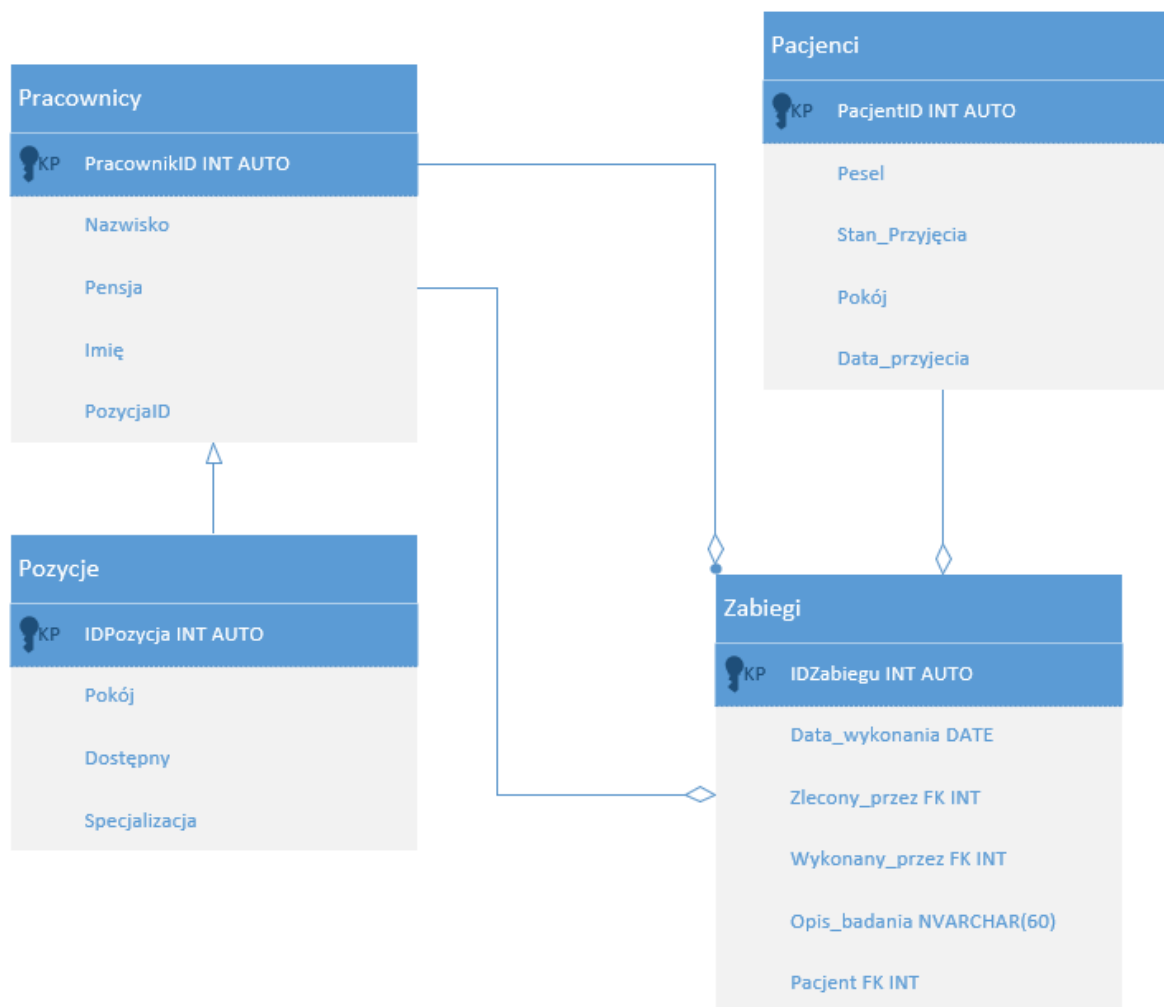 Pracownicy
KP PracownikID INT AUTO
Nazwisko
Pensja
Imię
PozycjaID
Pacjenci
KP PacjentID INT AUTO
Pesel
Stan_Przyjęcia
Pokój
Data_przyjecia
Pozycje
KP IDPozycja INT AUTO
Pokój
Dostępny
Specjalizacja
Zabiegi
KP IDZabiegu INT AUTO
Data_wykonania DATE
Zlecony_przez FK INT
Wykonany_przez FK INT
Opis_badania NVARCHAR(60)
Pacjent FK INT